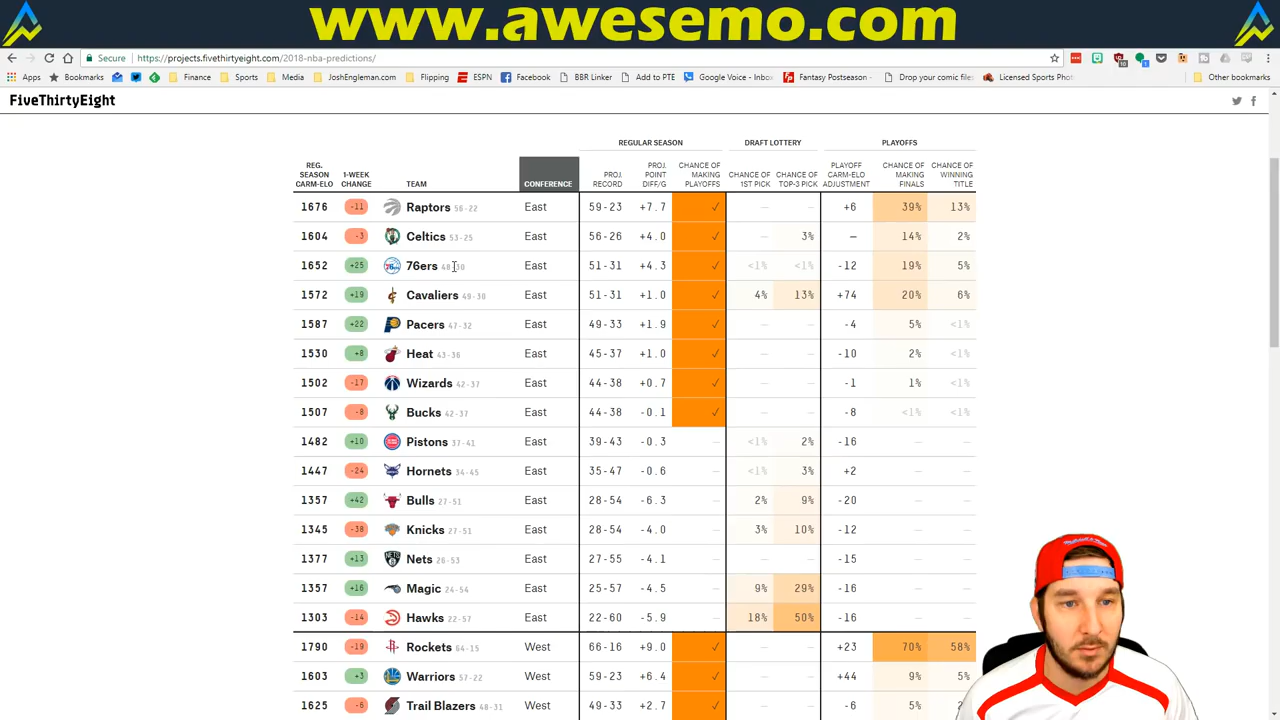 www.awesemo.com
Secure https://projects.fivethirtyeight.com/2018-nba-predictions/
Apps Bookmarks Finance Sports Media JoshEngleman.com Flipping ESPN Facebook BBR Linker Add to PTE Google Voice - Inbo Fantasy Postseason - Drop your comic file Licensed Sports Phot Other bookmarks
FiveThirtyEight
REGULAR SEASON DRAFT LOTTERY PLAYOFFS
REG. SEASON CARM-ELO 1-WEEK CHANGE TEAM CONFERENCE PROJ. RECORD PROJ. POINT DIFF/G CHANCE OF MAKING PLAYOFFS CHANCE OF 1ST PICK CHANCE OF TOP-3 PICK PLAYOFF CARM-ELO ADJUSTMENT CHANCE OF MAKING FINALS CHANCE OF WINNING TITLE
1676 -11 Raptors 56-22 East 59-23 +7.7 ✓ — — +6 39% 13%
1604 -3 Celtics 53-25 East 56-26 +4.0 ✓ — 3% — 14% 2%
1652 +25 76ers East 51-31 +4.3 ✓ <1% <1% -12 19% 5%
1572 +19 Cavaliers 49-30 East 51-31 +1.0 ✓ 4% 13% +74 20% 6%
1587 +22 Pacers 47-32 East 49-33 +1.9 ✓ — — -4 5% <1%
1530 +8 Heat 43-36 East 45-37 +1.0 ✓ — — -10 2% <1%
1502 -17 Wizards 42-37 East 44-38 +0.7 ✓ — — -1 1% <1%
1507 -8 Bucks 42-37 East 44-38 -0.1 ✓ — — -8 <1% <1%
1482 +10 Pistons 37-41 East 39-43 -0.3 — <1% 2% -16 — —
1447 -24 Hornets 34-45 East 35-47 -0.6 — <1% 3% +2 — —
1357 +42 Bulls 27-51 East 28-54 -6.3 — 2% 9% -20 — —
1345 -38 Knicks 27-51 East 28-54 -4.0 — 3% 10% -12 — —
1377 +13 Nets 26-53 East 27-55 -4.1 — — — -15 — —
1357 +16 Magic 24-54 East 25-57 -4.5 — 9% 29% -16 — —
1303 -14 Hawks 22-57 East 22-60 -5.9 — 18% 50% -16 — —
1790 -19 Rockets 64-15 West 66-16 +9.0 ✓ — — +23 70% 58%
1603 +3 Warriors 57-22 West 59-23 +6.4 ✓ — — +44 9% 5%
1625 -6 Trail Blazers 48-31 West 49-33 +2.7 ✓ — — -6 5%